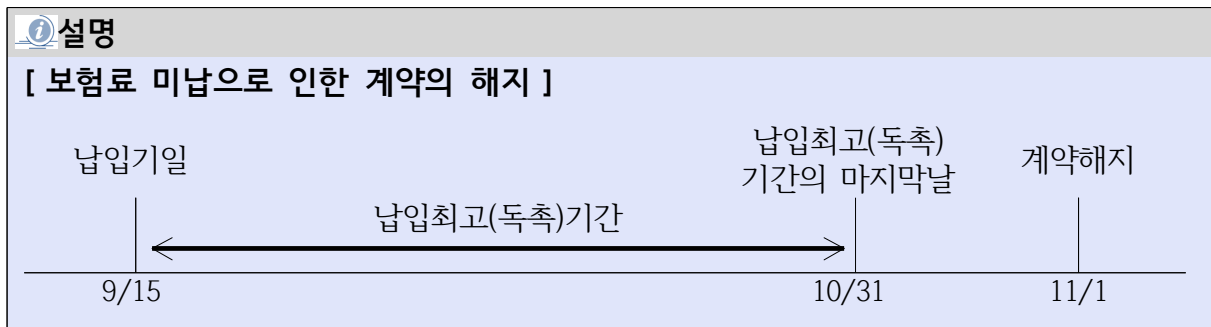 설명
[ 보험료 미납으로 인한 계약의 해지 ]
납입기일
납입최고(독촉)
기간의 마지막날
계약해지
납입최고(독촉)기간
9/15
10/31
11/1